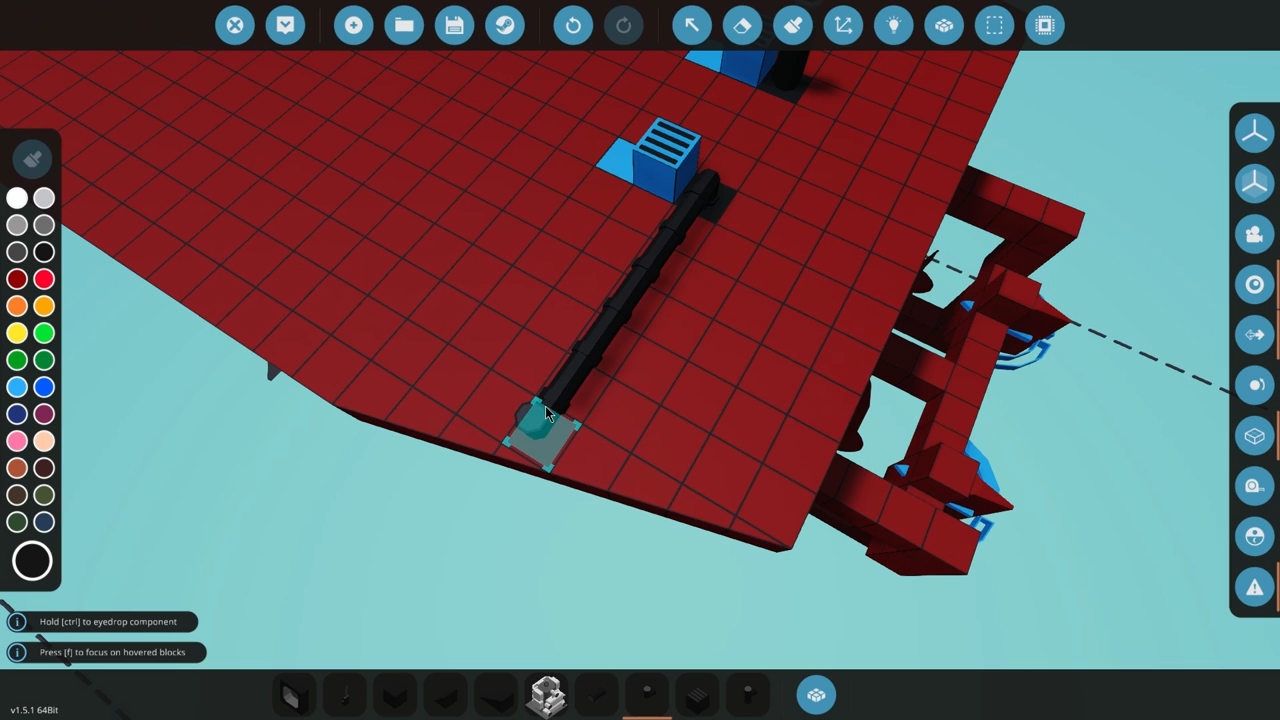 Hold [ctrl] to eyedrop component
Press [f] to focus on hovered blocks
v1.5.1 64Bit